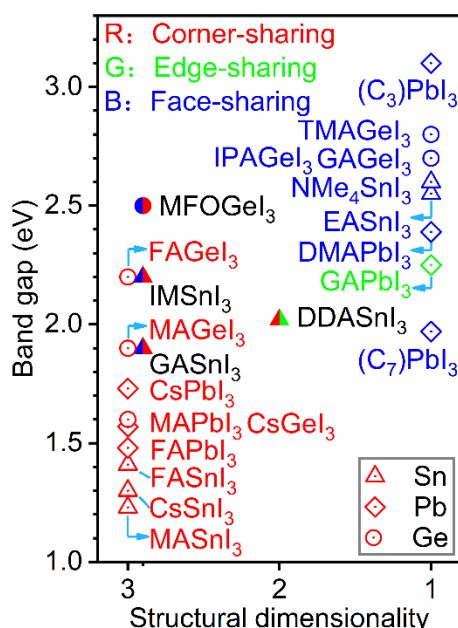 R: Corner-sharing
G: Edge-sharing
B: Face-sharing
(C₃)PbI₃
TMAGeI₃
IPAGeI₃ GAGeI₃
NMe₄SnI₃
MFOGeI₃
EASnI₃
FAGeI₃
DMAPbI₃
IMSnI₃
GAPbI₃
MAGeI₃
DDASnI₃
GASnI₃
(C₇)PbI₃
CsPbI₃
MAPbI₃ CsGeI₃
FAPbI₃
FASnI₃
CsSnI₃
MASnI₃
Sn
Pb
Ge
Band gap (eV)
3.0
2.5
2.0
1.5
1.0
3 2 1
Structural dimensionality